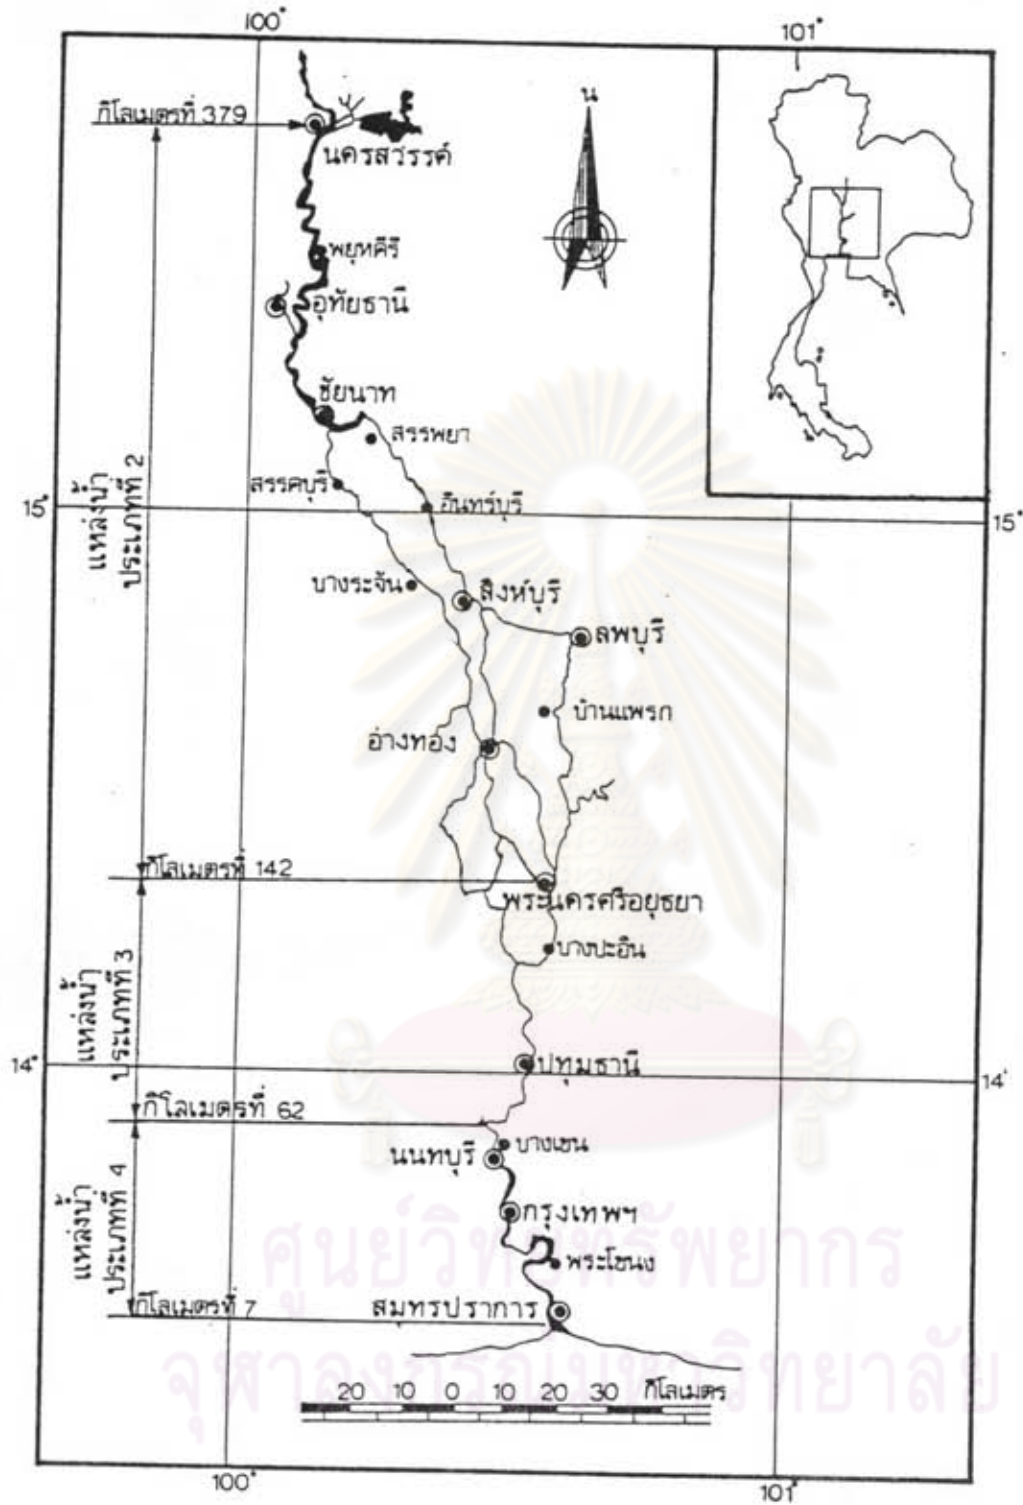 100°
101°
กิโลเมตรที่ 379
นครสวรรค์
น
พยุหคีรี
อุทัยธานี
ชัยนาท
สรรพยา
สรรคบุรี
อินทร์บุรี
15°
15°
แหล่งน้ำ
ประเภทที่ 2
บางระจัน
สิงห์บุรี
ลพบุรี
บ้านแพรก
อ่างทอง
กิโลเมตรที่ 142
พระนครศรีอยุธยา
บางปะอิน
แหล่งน้ำ
ประเภทที่ 3
14°
ปทุมธานี
14°
กิโลเมตรที่ 62
บางเขน
นนทบุรี
แหล่งน้ำ
ประเภทที่ 4
กรุงเทพฯ
ศูนย์วิทยทรัพยากร
พระโขนง
กิโลเมตรที่ 7
สมุทรปราการ
จุฬาลงกรณ์มหาวิทยาลัย
20 10 0 10 20 30 กิโลเมตร
100°
101°